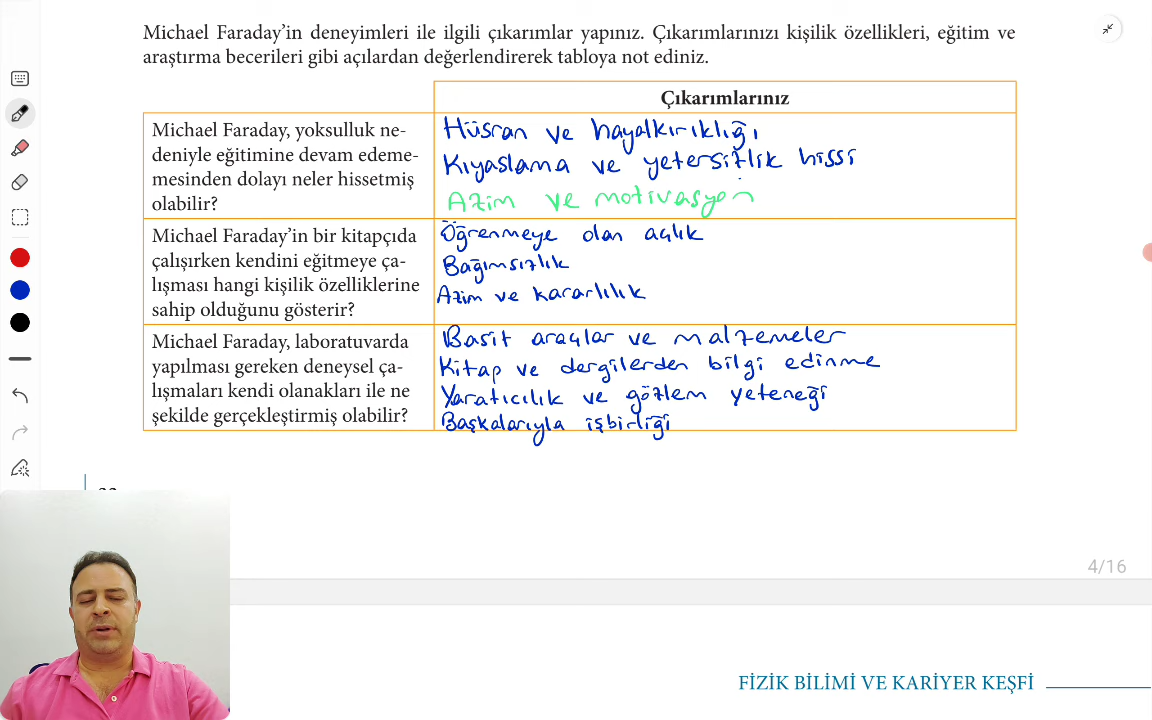 Michael Faraday'in deneyimleri ile ilgili çıkarımlar yapınız. Çıkarımlarınızı kişilik özellikleri, eğitim ve
araştırma becerileri gibi açılardan değerlendirerek tabloya not ediniz.
Çıkarımlarınız
Michael Faraday, yoksulluk ne-
deniyle eğitimine devam edeme-
mesinden dolayı neler hissetmiş
olabilir?
Hüsran ve hayalkırıklığı
Kıyaslama ve yetersizlik hissi
Azim ve motivasyon
Michael Faraday'in bir kitapçıda
çalışırken kendini eğitmeye ça-
lışması hangi kişilik özelliklerine
sahip olduğunu gösterir?
Öğrenmeye olan açlık
Bağımsızlık
Azim ve kararlılık
Michael Faraday, laboratuvarda
yapılması gereken deneysel ça-
lışmaları kendi olanakları ile ne
şekilde gerçekleştirmiş olabilir?
Basit araçlar ve malzemeler
Kitap ve dergilerden bilgi edinme
Yaratıcılık ve gözlem yeteneği
Başkalarıyla işbirliği
4/16
FİZİK BİLİMİ VE KARİYER KEŞFİ